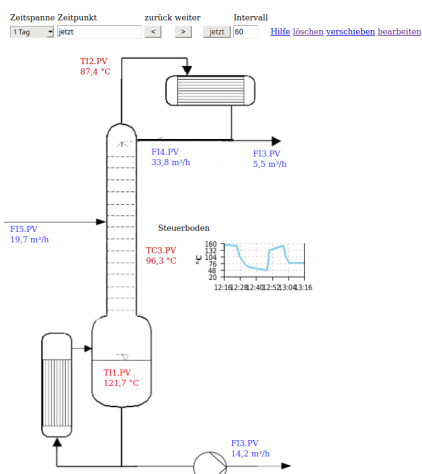 Zeitspanne Zeitpunkt zurück weiter Intervall
1 Tag jetzt < > jetzt 60 Hilfe löschen verschieben bearbeiten
TI2.PV
87,4 °C
FI4.PV
33,8 m³/h
FI3.PV
5,5 m³/h
FI5.PV
19,7 m³/h
Steuerboden
TC3.PV
96,3 °C
°C
160
132
104
76
48
20
12:16 12:28 12:40 12:52 13:04 13:16
TI1.PV
121,7 °C
FI3.PV
14,2 m³/h